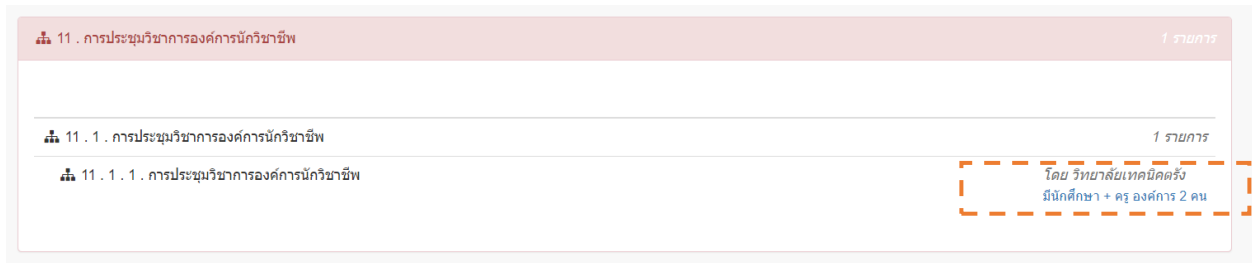 11 . การประชุมวิชาการองค์การนักวิชาชีพ 1 รายการ
11 . 1 . การประชุมวิชาการองค์การนักวิชาชีพ 1 รายการ
11 . 1 . 1 . การประชุมวิชาการองค์การนักวิชาชีพ โดย วิทยาลัยเทคนิคตรัง
มีนักศึกษา + ครู องค์การ 2 คน